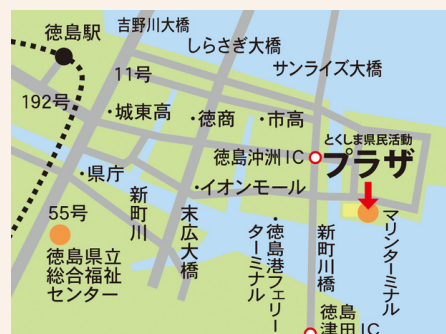 徳島駅
吉野川大橋
しらさぎ大橋
サンライズ大橋
11号
192号
・城東高
・徳商
・市高
とくしま県民活動
プラザ
徳島沖洲IC
・県庁
・イオンモール
新町川
末広大橋
55号
徳島県立
総合福祉
センター
・徳島港フェリー
ターミナル
新町川橋
マリンターミナル
徳島
津田IC